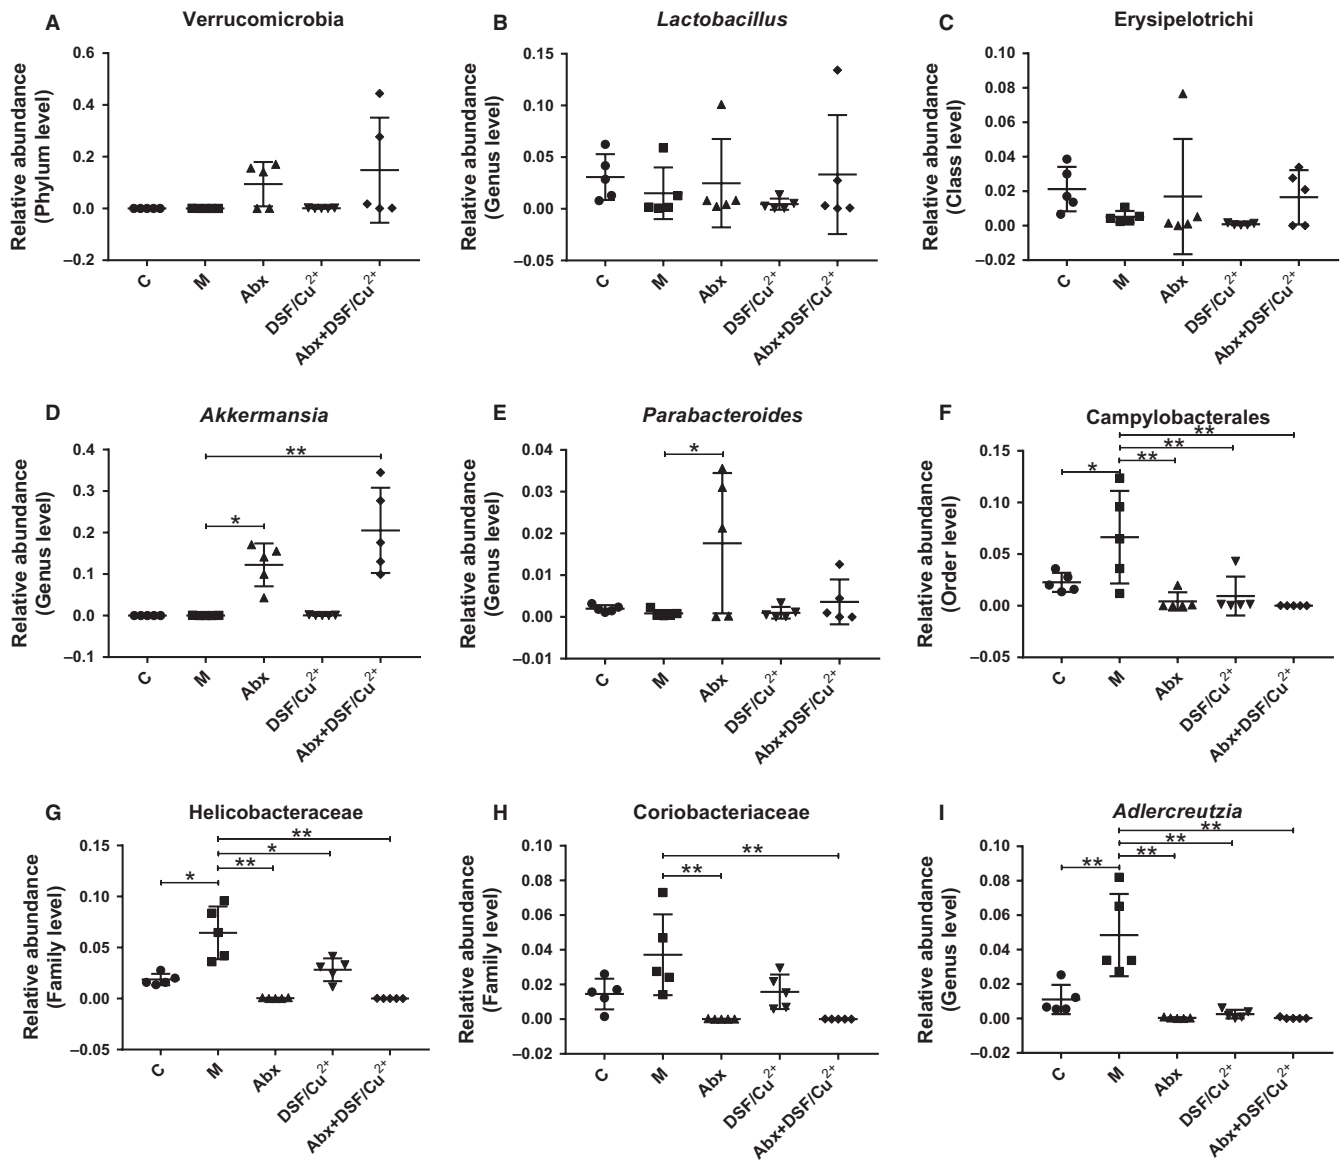 A Verrucomicrobia
Relative abundance
(Phylum level)
0.6
0.4
0.2
0.0
–0.2
C M Abx DSF/Cu2+ Abx+DSF/Cu2+
B Lactobacillus
Relative abundance
(Genus level)
0.15
0.10
0.05
0.00
–0.05
C M Abx DSF/Cu2+ Abx+DSF/Cu2+
C Erysipelotrichi
Relative abundance
(Class level)
0.10
0.08
0.06
0.04
0.02
0.00
–0.02
C M Abx DSF/Cu2+ Abx+DSF/Cu2+
D Akkermansia
Relative abundance
(Genus level)
0.4
0.3
0.2
0.1
0.0
–0.1
**
*
C M Abx DSF/Cu2+ Abx+DSF/Cu2+
E Parabacteroides
Relative abundance
(Genus level)
0.04
0.03
0.02
0.01
0.00
–0.01
*
C M Abx DSF/Cu2+ Abx+DSF/Cu2+
F Campylobacterales
Relative abundance
(Order level)
0.15
0.10
0.05
0.00
–0.05
**
**
**
*
C M Abx DSF/Cu2+ Abx+DSF/Cu2+
G Helicobacteraceae
Relative abundance
(Family level)
0.15
0.10
0.05
0.00
–0.05
**
*
**
*
C M Abx DSF/Cu2+ Abx+DSF/Cu2+
H Coriobacteriaceae
Relative abundance
(Family level)
0.10
0.08
0.06
0.04
0.02
0.00
–0.02
**
**
C M Abx DSF/Cu2+ Abx+DSF/Cu2+
I Adlercreutzia
Relative abundance
(Genus level)
0.10
0.08
0.06
0.04
0.02
0.00
–0.02
**
**
**
**
C M Abx DSF/Cu2+ Abx+DSF/Cu2+